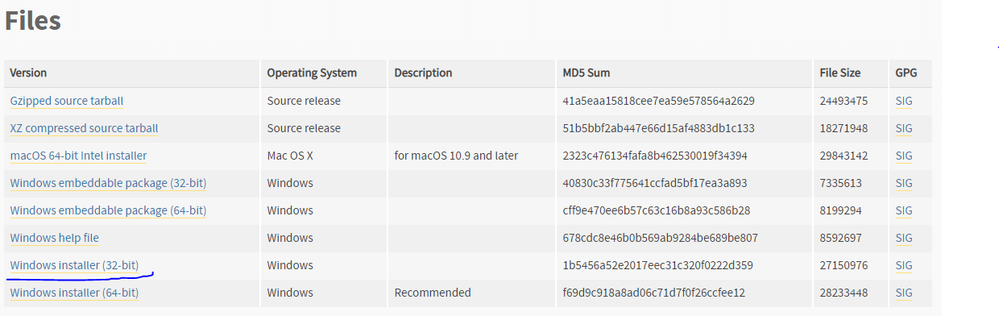 Files
Version Operating System Description MD5 Sum File Size GPG
Gzipped source tarball Source release 41a5eaa15818cee7ea59e578564a2629 24493475 SIG
XZ compressed source tarball Source release 51b5bbf2ab447e66d15af4883db1c133 18271948 SIG
macOS 64-bit Intel installer Mac OS X for macOS 10.9 and later 2323c476134fafa8b462530019f34394 29843142 SIG
Windows embeddable package (32-bit) Windows 40830c33f775641ccfad5bf17ea3a893 7335613 SIG
Windows embeddable package (64-bit) Windows cff9e470ee6b57c63c16b8a93c586b28 8199294 SIG
Windows help file Windows 678cdc8e46b0b569ab9284be689be807 8592697 SIG
Windows installer (32-bit) Windows 1b5456a52e2017eec31c320f0222d359 27150976 SIG
Windows installer (64-bit) Windows Recommended f69d9c918a8ad06c71d7f0f26ccfee12 28233448 SIG